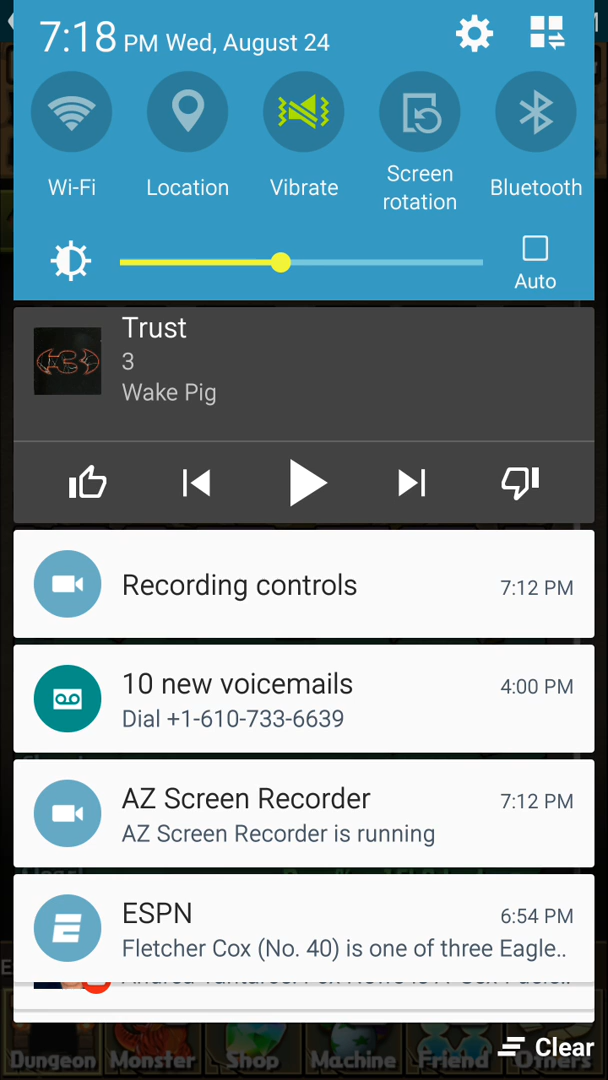 7:18 PM Wed, August 24
Wi-Fi
Location
Vibrate
Screen
rotation
Bluetooth
Auto
Trust
3
Wake Pig
Recording controls
7:12 PM
10 new voicemails
4:00 PM
Dial +1-610-733-6639
AZ Screen Recorder
7:12 PM
AZ Screen Recorder is running
ESPN
6:54 PM
Fletcher Cox (No. 40) is one of three Eagle..
Clear
Dungeon
Monster
Shop
Machine
Friend
Others